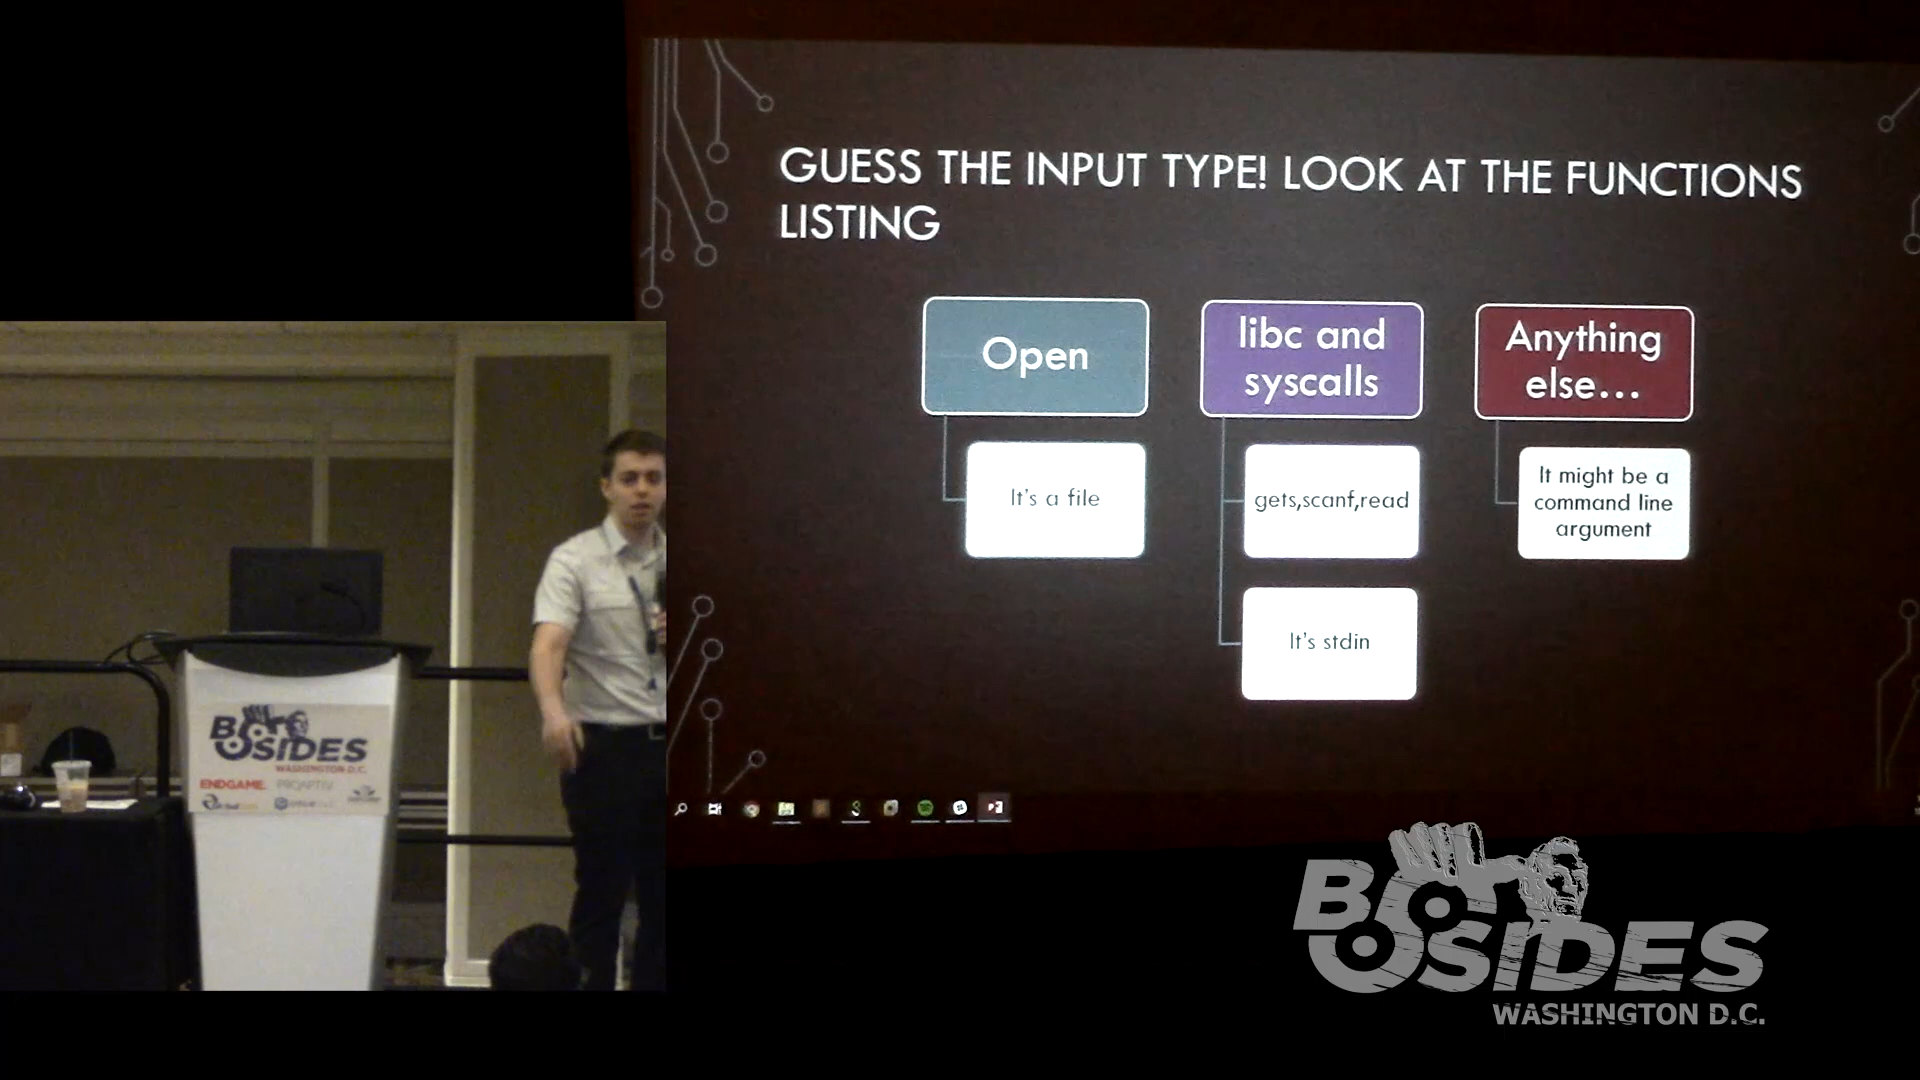 GUESS THE INPUT TYPE! LOOK AT THE FUNCTIONS
LISTING
Open
libc and
syscalls
Anything
else...
It's a file
gets,scanf,read
It might be a
command line
argument
It's stdin
BSIDES
WASHINGTON D.C.
ENDGAME.
BSIDES
WASHINGTON D.C.